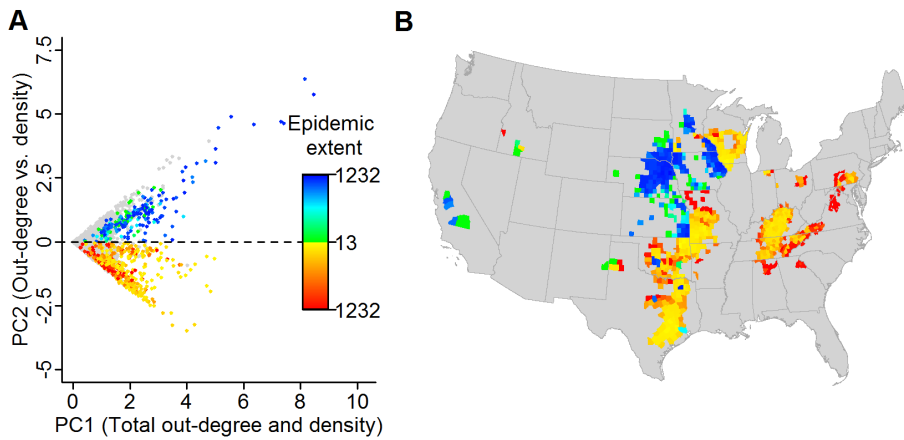 A
B
PC2 (Out-degree vs. density)
7.5
5
2.5
0
-2.5
-5
0
2
4
6
8
10
PC1 (Total out-degree and density)
Epidemic
extent
1232
13
1232